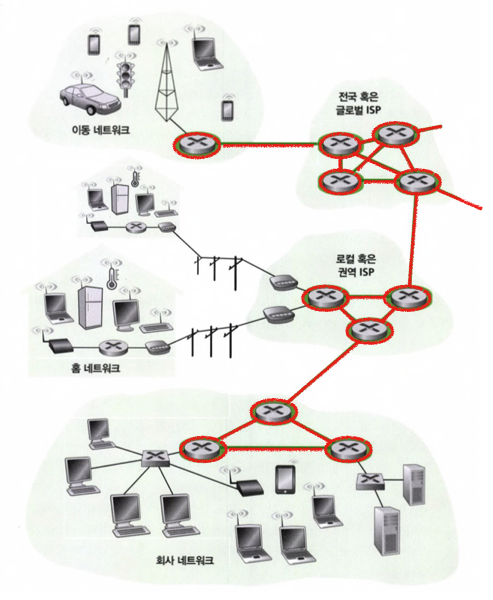 전국 혹은
글로벌 ISP
이동 네트워크
로컬 혹은
권역 ISP
홈 네트워크
회사 네트워크